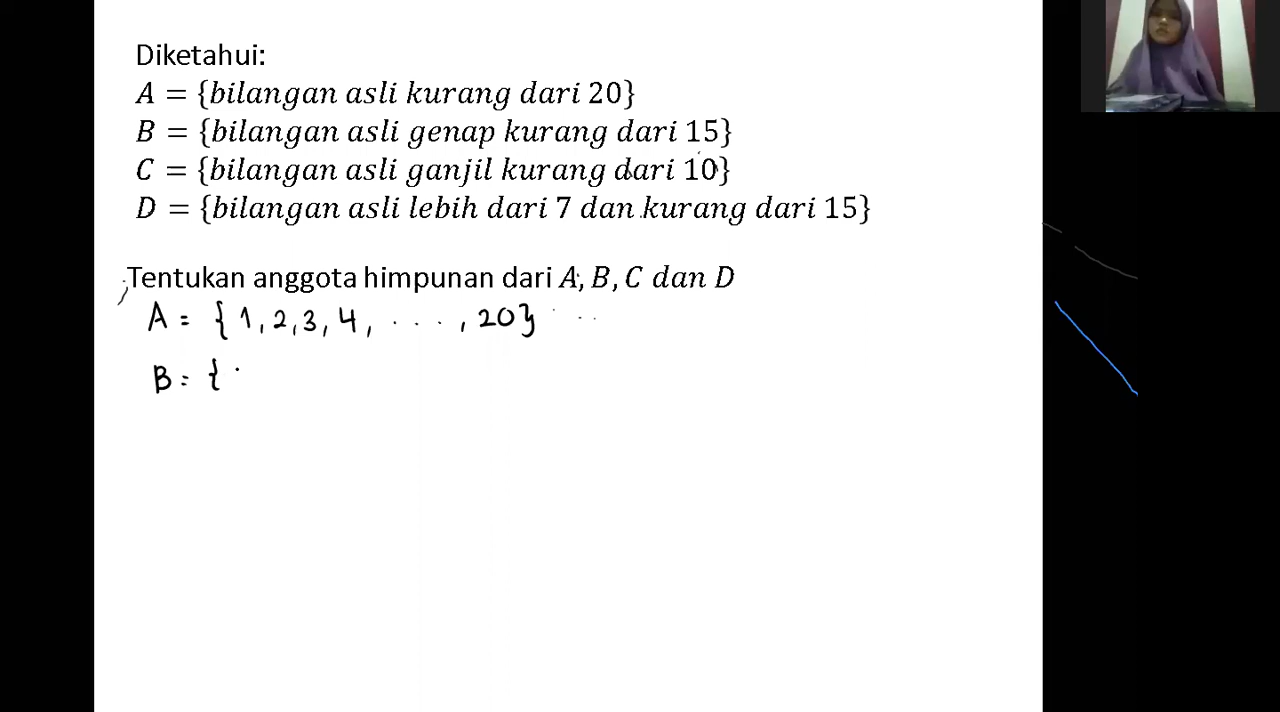 Diketahui:
A = {bilangan asli kurang dari 20}
B = {bilangan asli genap kurang dari 15}
C = {bilangan asli ganjil kurang dari 10}
D = {bilangan asli lebih dari 7 dan kurang dari 15}
Tentukan anggota himpunan dari A, B, C dan D
A = { 1, 2, 3, 4, . . . , 20}
B = {